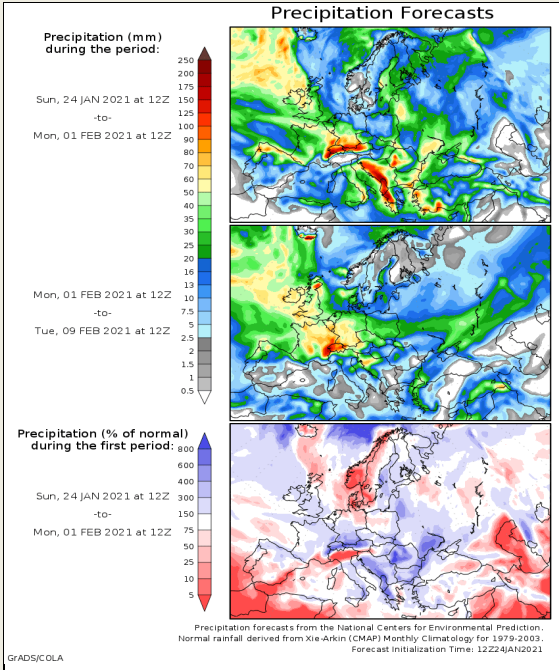 Precipitation Forecasts
Precipitation (mm)
during the period:
250
200
175
150
125
100
90
80
70
60
50
40
35
30
25
20
16
13
10
7.5
5
2.5
2
1.5
1
0.5
Sun, 24 JAN 2021 at 12Z
-to-
Mon, 01 FEB 2021 at 12Z
Mon, 01 FEB 2021 at 12Z
-to-
Tue, 09 FEB 2021 at 12Z
Precipitation (% of normal)
during the first period:
800
600
400
300
150
75
50
25
10
5
Sun, 24 JAN 2021 at 12Z
-to-
Mon, 01 FEB 2021 at 12Z
Precipitation forecasts from the National Centers for Environmental Prediction.
Normal rainfall derived from Xie-Arkin (CMAP) Monthly Climatology for 1979-2003.
Forecast Initialization Time: 12Z24JAN2021
GrADS/COLA